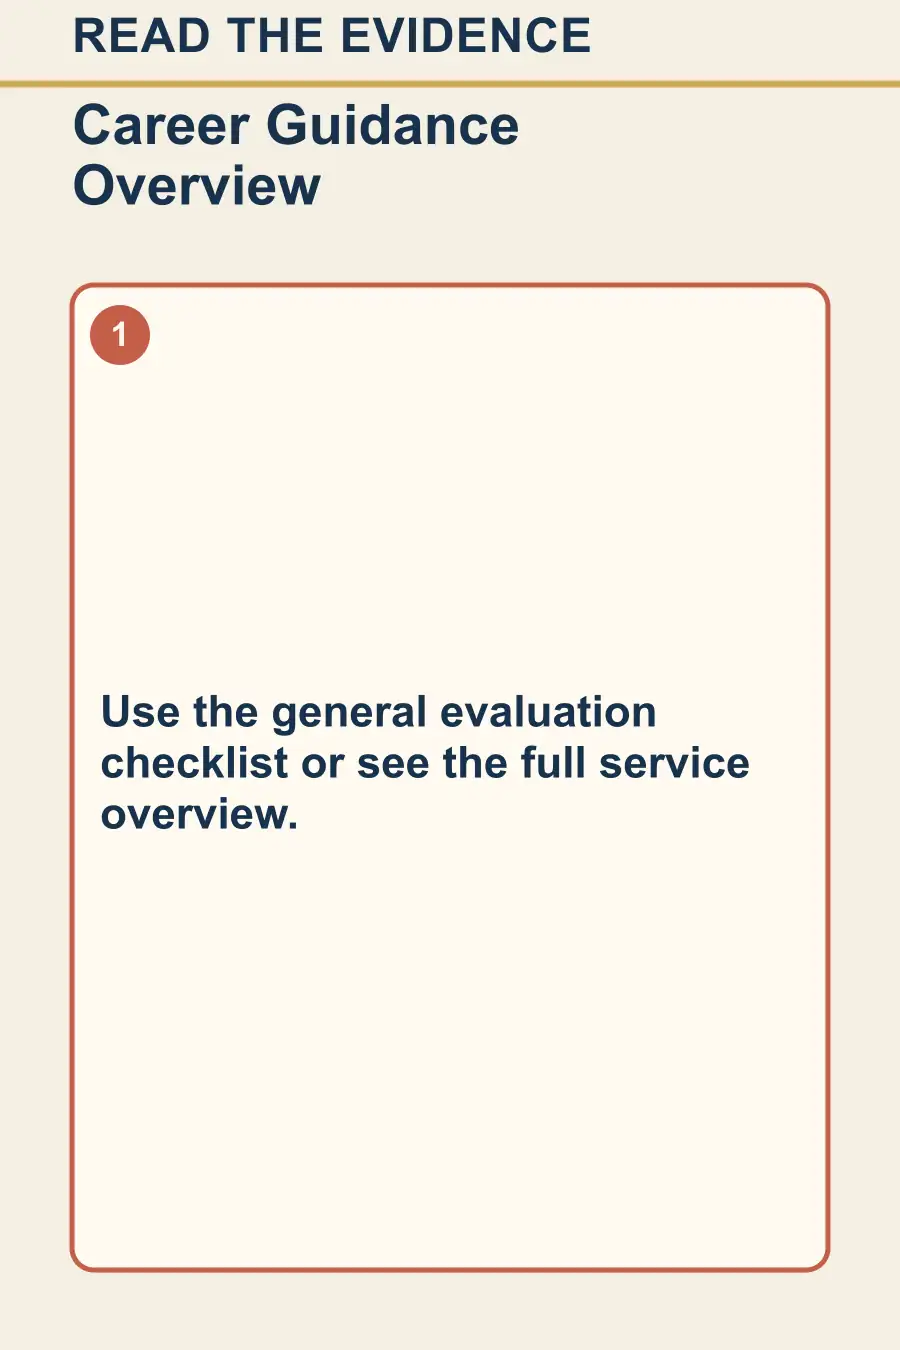 READ THE EVIDENCE
Career Guidance
Overview
1
Use the general evaluation
checklist or see the full service
overview.